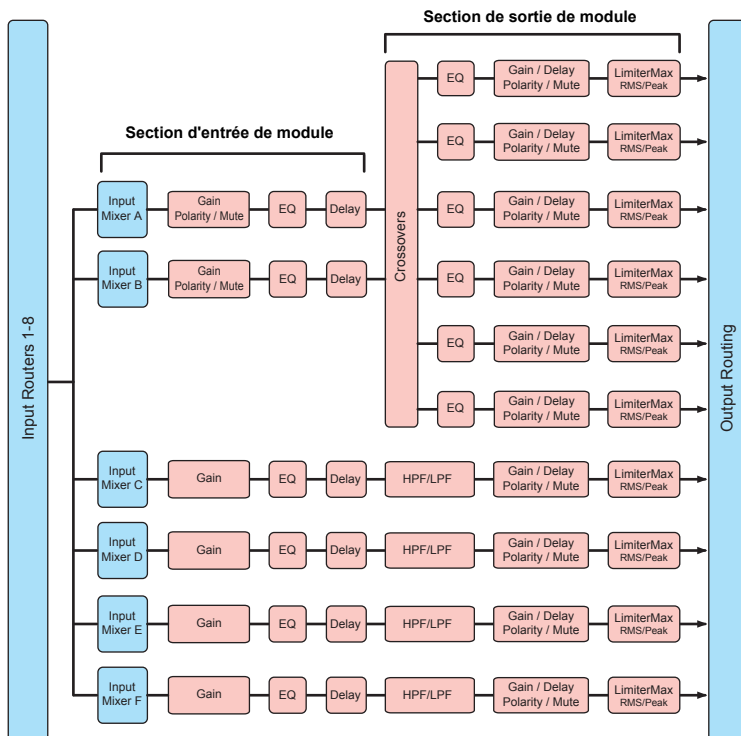 Section de sortie de module
Section d'entrée de module
Input Routers 1-8
Crossovers
Output Routing
EQ
Gain / Delay
Polarity / Mute
LimiterMax
RMS/Peak
EQ
Gain / Delay
Polarity / Mute
LimiterMax
RMS/Peak
Input
Mixer A
Gain
Polarity / Mute
EQ
Delay
EQ
Gain / Delay
Polarity / Mute
LimiterMax
RMS/Peak
Input
Mixer B
Gain
Polarity / Mute
EQ
Delay
EQ
Gain / Delay
Polarity / Mute
LimiterMax
RMS/Peak
EQ
Gain / Delay
Polarity / Mute
LimiterMax
RMS/Peak
EQ
Gain / Delay
Polarity / Mute
LimiterMax
RMS/Peak
Input
Mixer C
Gain
EQ
Delay
HPF/LPF
Gain / Delay
Polarity / Mute
LimiterMax
RMS/Peak
Input
Mixer D
Gain
EQ
Delay
HPF/LPF
Gain / Delay
Polarity / Mute
LimiterMax
RMS/Peak
Input
Mixer E
Gain
EQ
Delay
HPF/LPF
Gain / Delay
Polarity / Mute
LimiterMax
RMS/Peak
Input
Mixer F
Gain
EQ
Delay
HPF/LPF
Gain / Delay
Polarity / Mute
LimiterMax
RMS/Peak